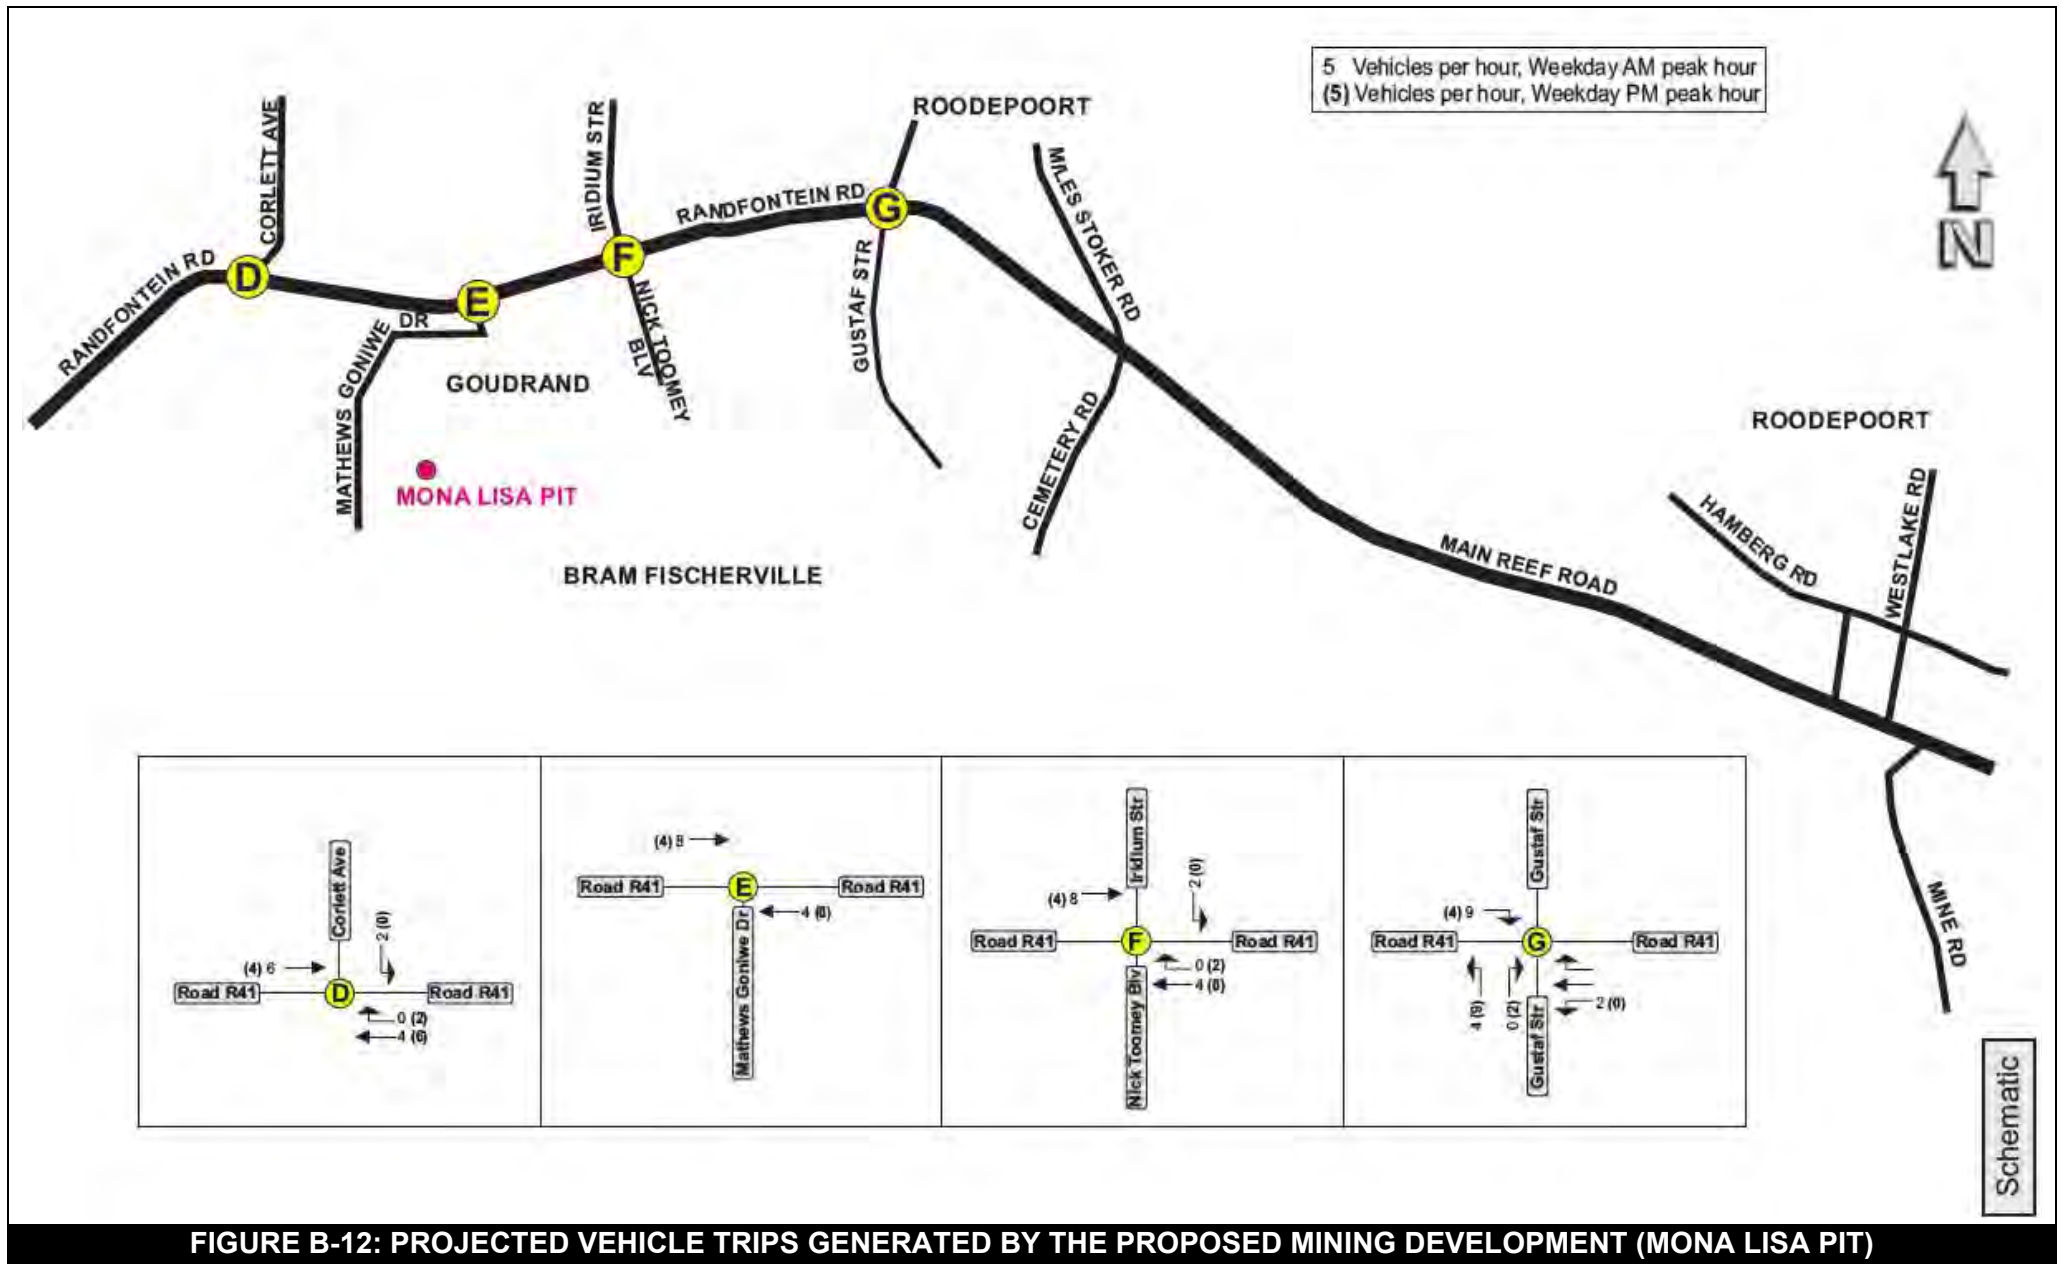 5 Vehicles per hour, Weekday AM peak hour
(5) Vehicles per hour, Weekday PM peak hour
N
ROODEPOORT
CORLETT AVE
IRIDIUM STR
RANDFONTEIN RD
G
MILES STOKER RD
RANDFONTEIN RD
D
E
F
NICK TOOMEY
BLV
GUSTAF STR
MATHEWS GONIWE
DR
GOUDRAND
CEMETERY RD
ROODEPOORT
MONA LISA PIT
BRAM FISCHERVILLE
MAIN REEF ROAD
HAMBERG RD
WESTLAKE RD
MINE RD
Corlett Ave
2 (0)
(4) 6
Road R41
D
Road R41
0 (2)
4 (6)
(4) 8
Road R41
E
Road R41
4 (8)
Mathews Goniwe Dr
Iridium Str
2 (0)
(4) 8
Road R41
F
Road R41
0 (2)
4 (8)
Nick Toomey Blv
Gustaf Str
(4) 9
Road R41
G
Road R41
4 (9)
0 (2)
2 (0)
Gustaf Str
Schematic
FIGURE B-12: PROJECTED VEHICLE TRIPS GENERATED BY THE PROPOSED MINING DEVELOPMENT (MONA LISA PIT)